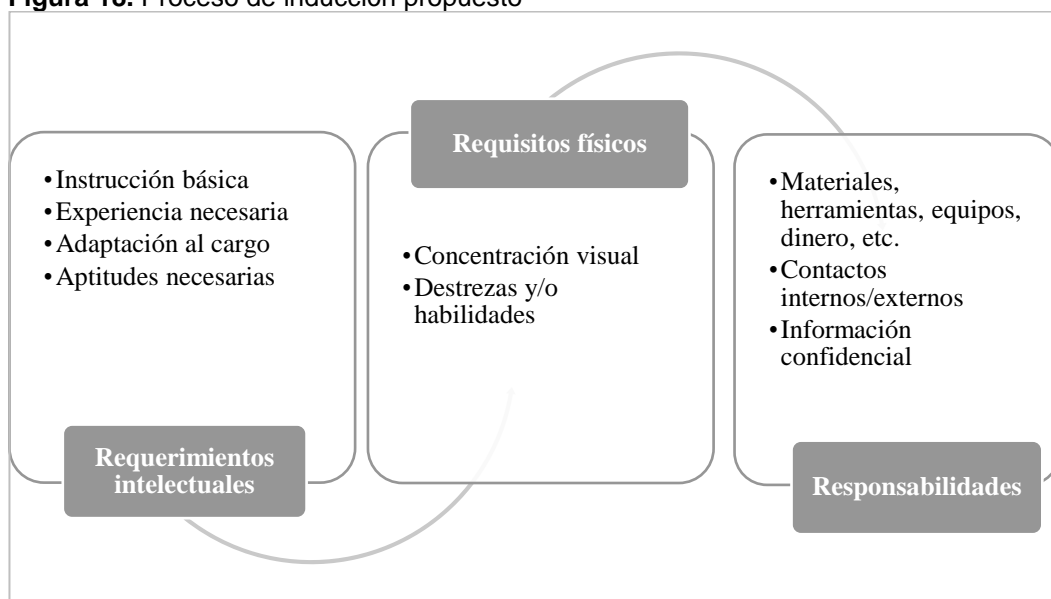 Figura Proceso de inducción propuesto
•Instrucción básica
•Experiencia necesaria
•Adaptación al cargo
•Aptitudes necesarias
Requerimientos
intelectuales
Requisitos físicos
•Concentración visual
•Destrezas y/o
habilidades
•Materiales,
herramientas, equipos,
dinero, etc.
•Contactos
internos/externos
•Información
confidencial
Responsabilidades